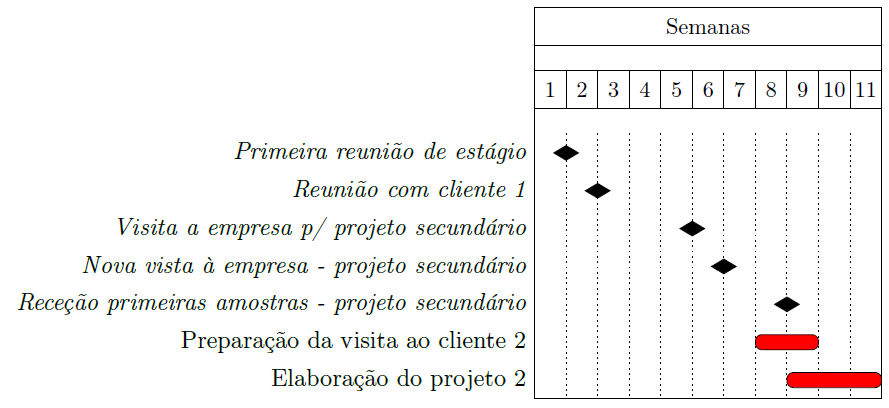 Semanas
1 2 3 4 5 6 7 8 9 10 11
Primeira reunião de estágio
Reunião com cliente 1
Visita a empresa p/ projeto secundário
Nova vista à empresa - projeto secundário
Receção primeiras amostras - projeto secundário
Preparação da visita ao cliente 2
Elaboração do projeto 2